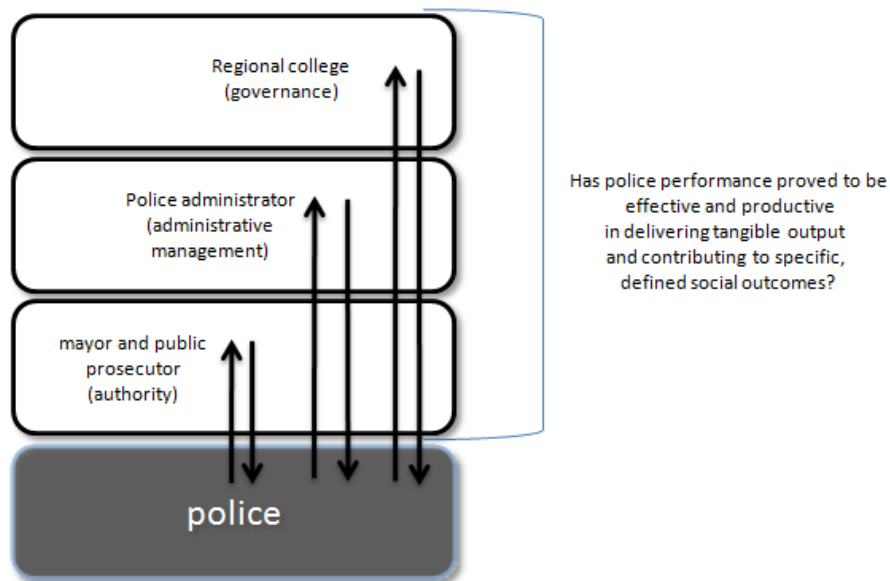 Regional college
(governance)
Police administrator
(administrative
management)
mayor and public
prosecutor
(authority)
police
Has police performance proved to be
effective and productive
in delivering tangible output
and contributing to specific,
defined social outcomes?